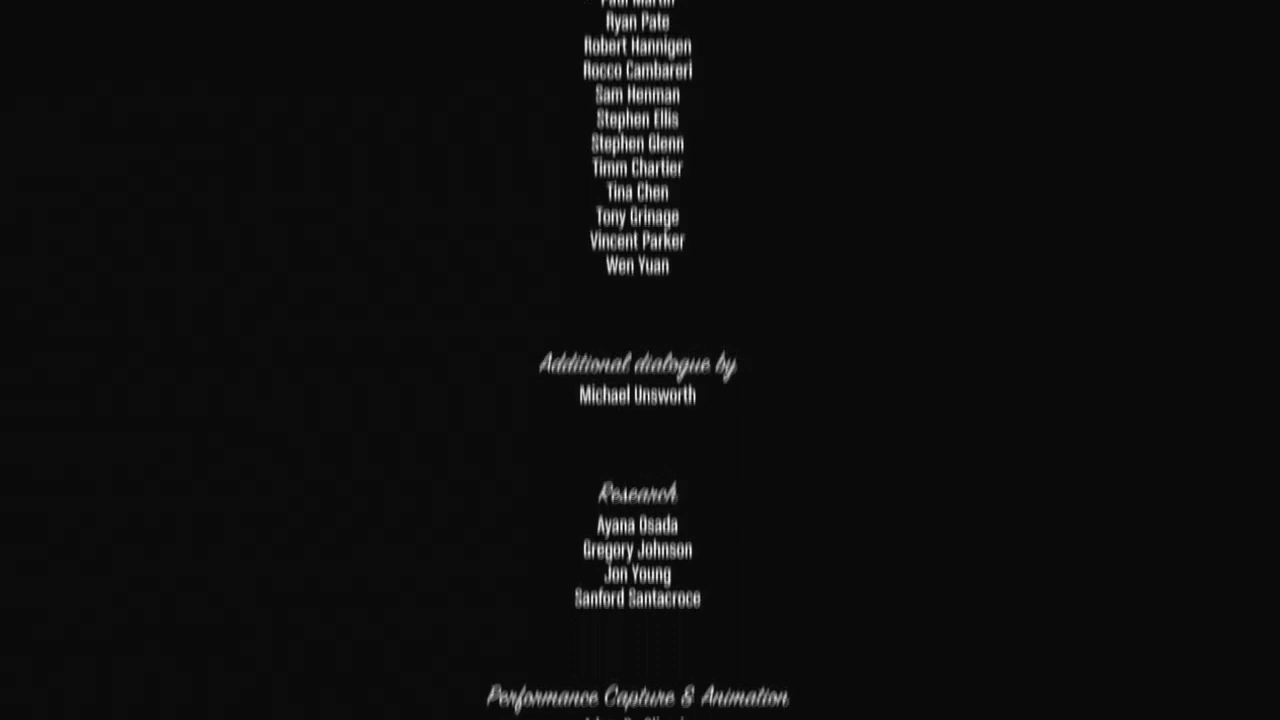 Paul Martin
Ryan Pate
Robert Hannigen
Rocco Cambareri
Sam Henman
Stephen Ellis
Stephen Glenn
Timm Chartier
Tina Chen
Tony Grinage
Vincent Parker
Wen Yuan
Additional dialogue by
Michael Unsworth
Research
Ayana Osada
Gregory Johnson
Jon Young
Sanford Santacroce
Performance Capture & Animation